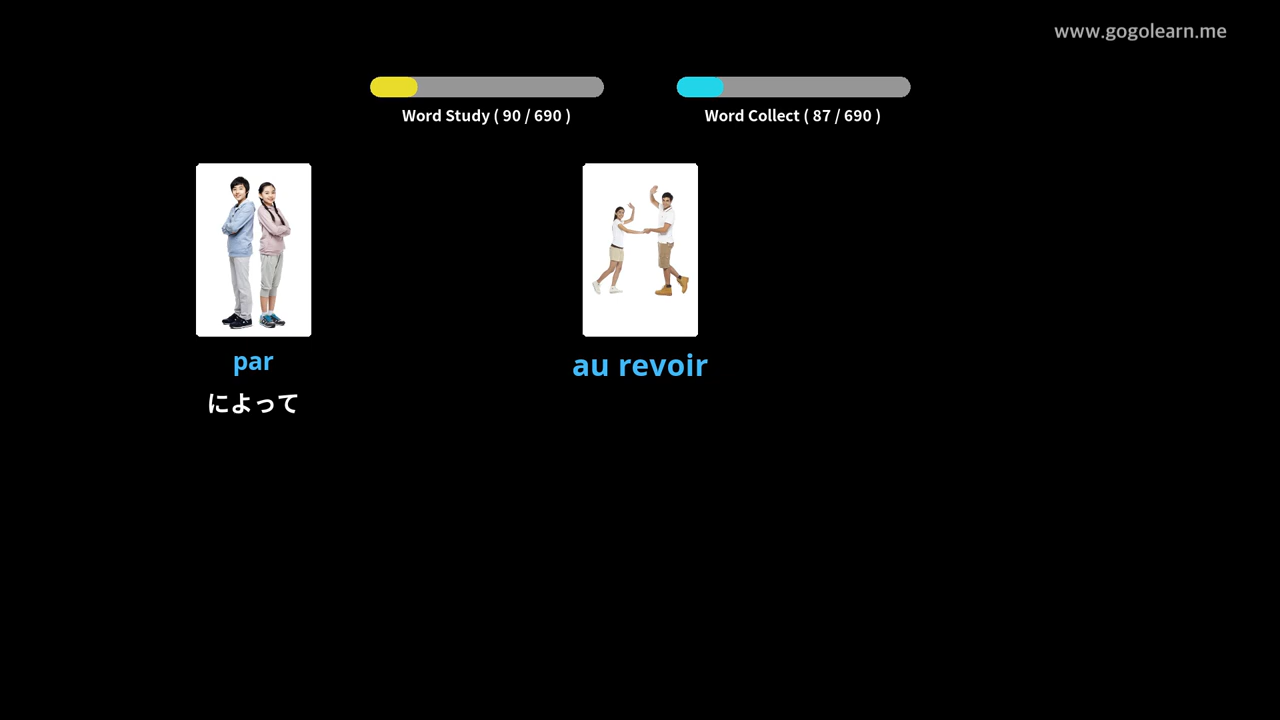 www.gogolearn.me
Word Study ( 90 / 690 )
Word Collect ( 87 / 690 )
par
によって
au revoir